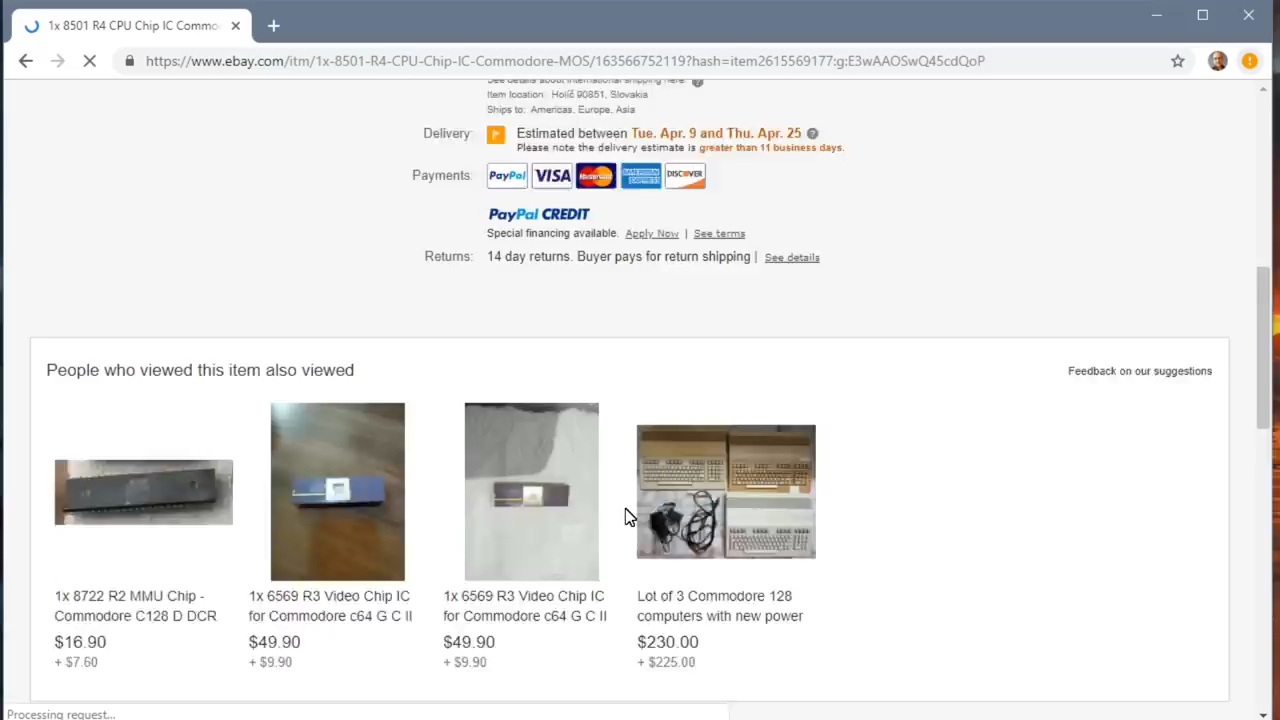 1x 8501 R4 CPU Chip IC Commo
https://www.ebay.com/itm/1x-8501-R4-CPU-Chip-IC-Commodore-MOS/163566752119?hash=item2615569177:g:E3wAAOSwQ45cdQoP
See details about international shipping here.
Item location: Holíč 90851, Slovakia
Ships to: Americas, Europe, Asia
Delivery: Estimated between Tue. Apr. 9 and Thu. Apr. 25
Please note the delivery estimate is greater than 11 business days.
Payments: PayPal VISA MasterCard AMERICAN EXPRESS DISCOVER
PayPal CREDIT
Special financing available. Apply Now | See terms
Returns: 14 day returns. Buyer pays for return shipping | See details
People who viewed this item also viewed
Feedback on our suggestions
1x 8722 R2 MMU Chip -
Commodore C128 D DCR
$16.90
+ $7.60
1x 6569 R3 Video Chip IC
for Commodore c64 G C II
$49.90
+ $9.90
1x 6569 R3 Video Chip IC
for Commodore c64 G C II
$49.90
+ $9.90
Lot of 3 Commodore 128
computers with new power
$230.00
+ $225.00
Processing request...